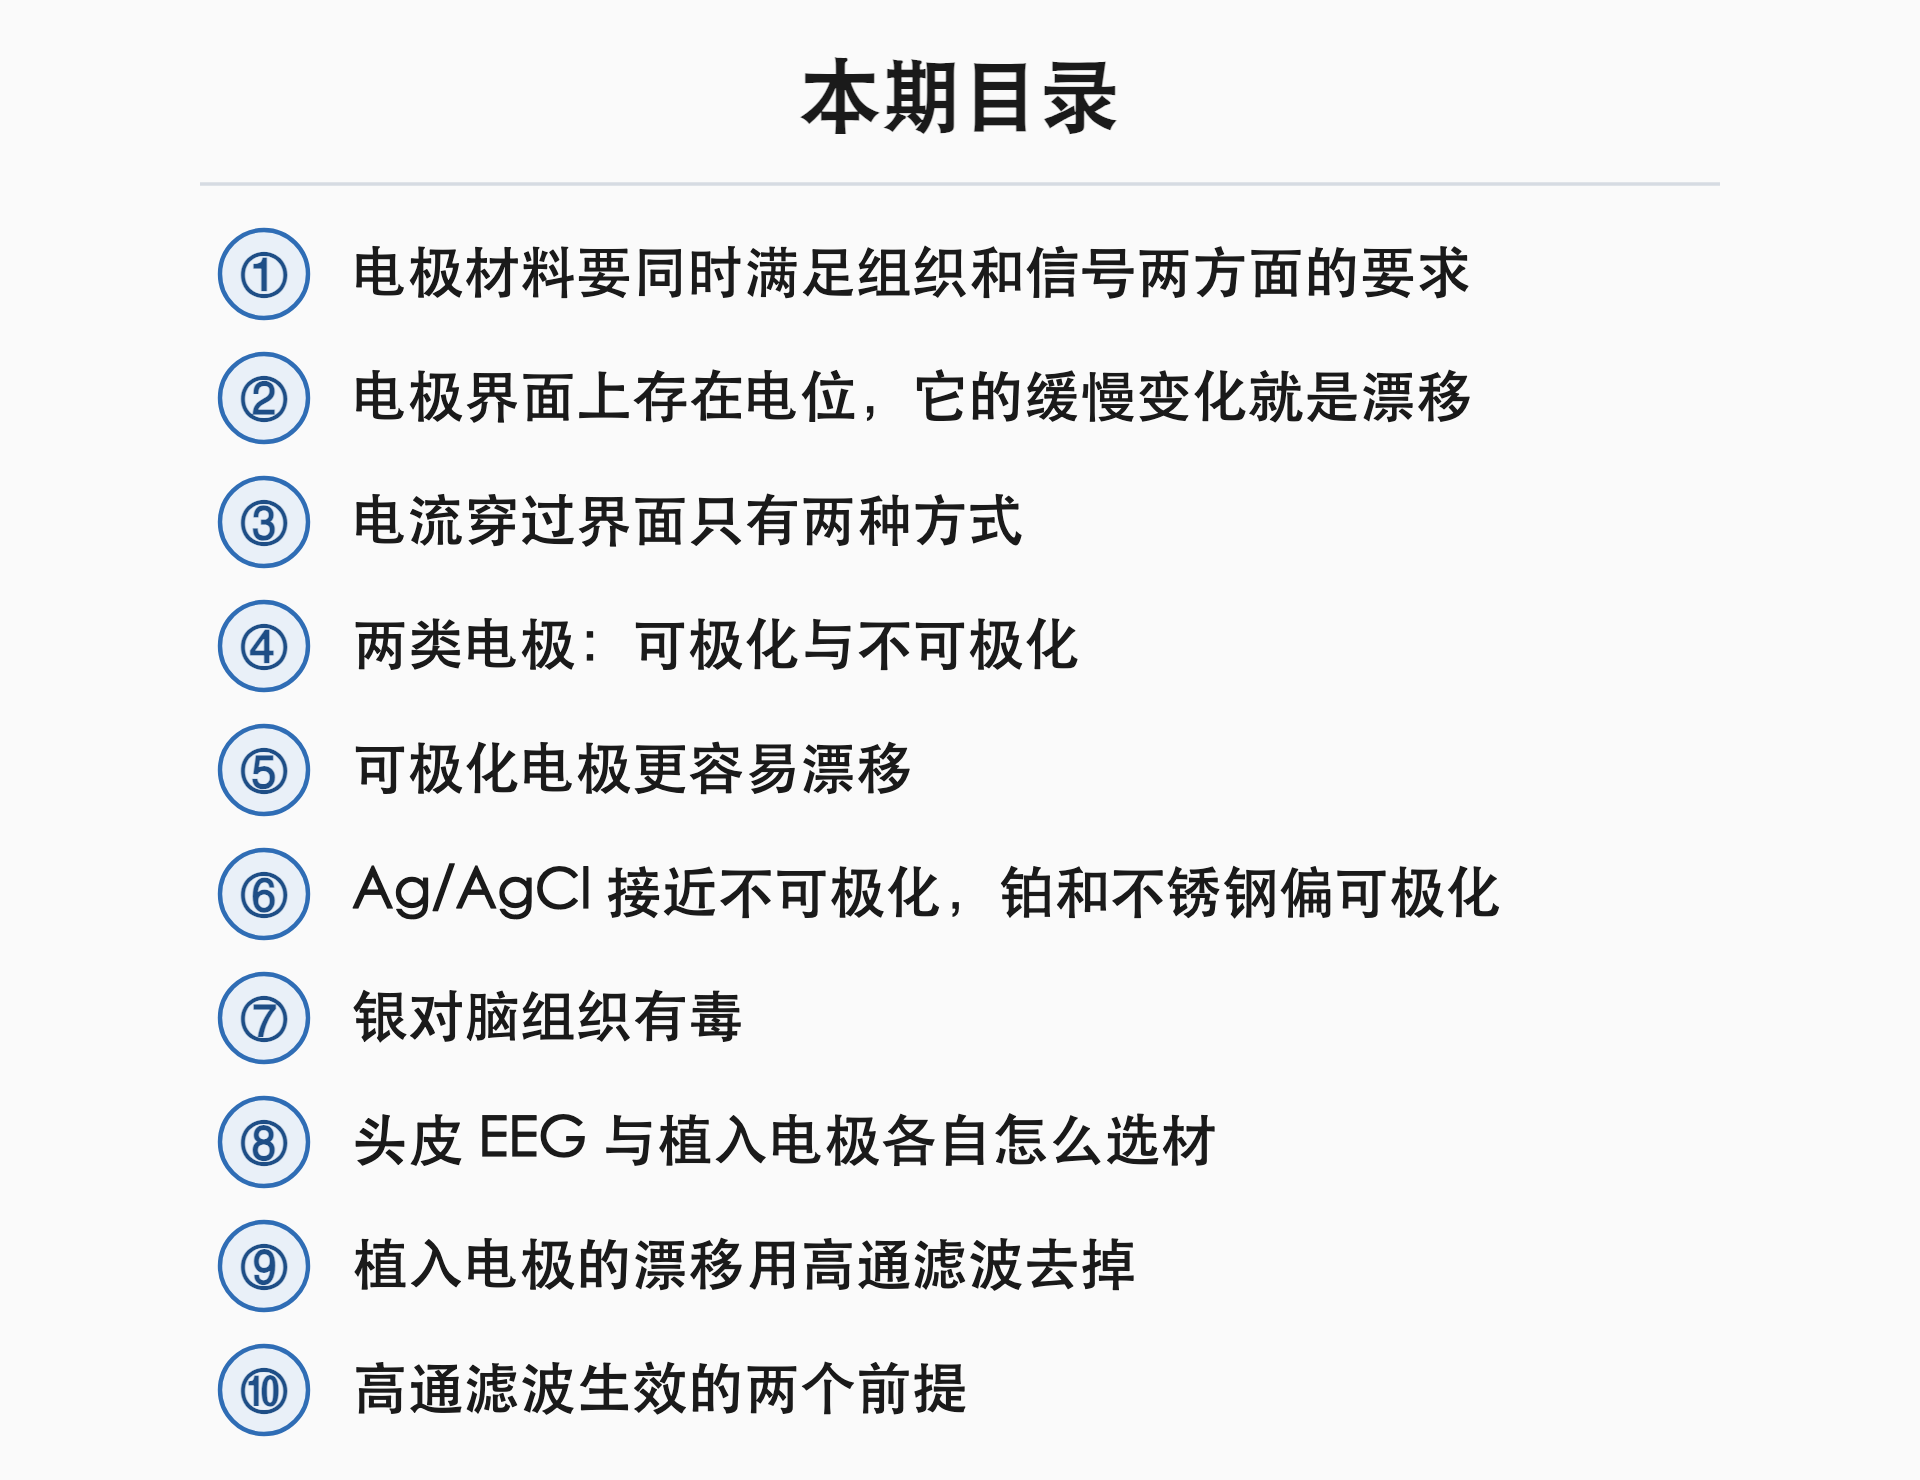 本期目录
① 电极材料要同时满足组织和信号两方面的要求
② 电极界面上存在电位，它的缓慢变化就是漂移
③ 电流穿过界面只有两种方式
④ 两类电极：可极化与不可极化
⑤ 可极化电极更容易漂移
⑥ Ag/AgCl 接近不可极化，铂和不锈钢偏可极化
⑦ 银对脑组织有毒
⑧ 头皮 EEG 与植入电极各自怎么选材
⑨ 植入电极的漂移用高通滤波去掉
⑩ 高通滤波生效的两个前提